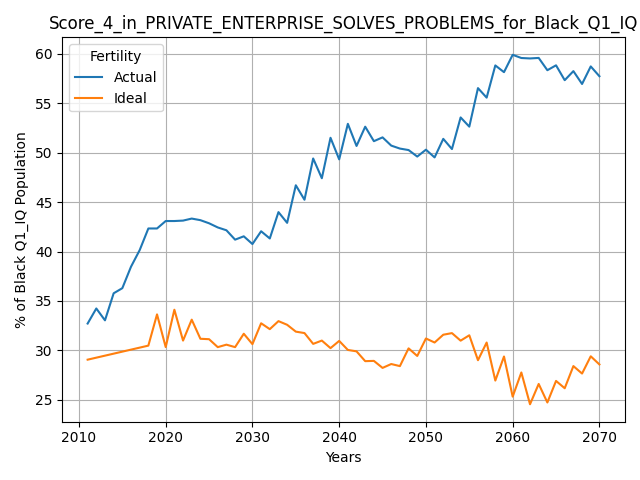 Score_4_in_PRIVATE_ENTERPRISE_SOLVES_PROBLEMS_for_Black_Q1_IQ
Fertility
Actual
Ideal
% of Black Q1_IQ Population
60
55
50
45
40
35
30
25
2010
2020
2030
2040
2050
2060
2070
Years